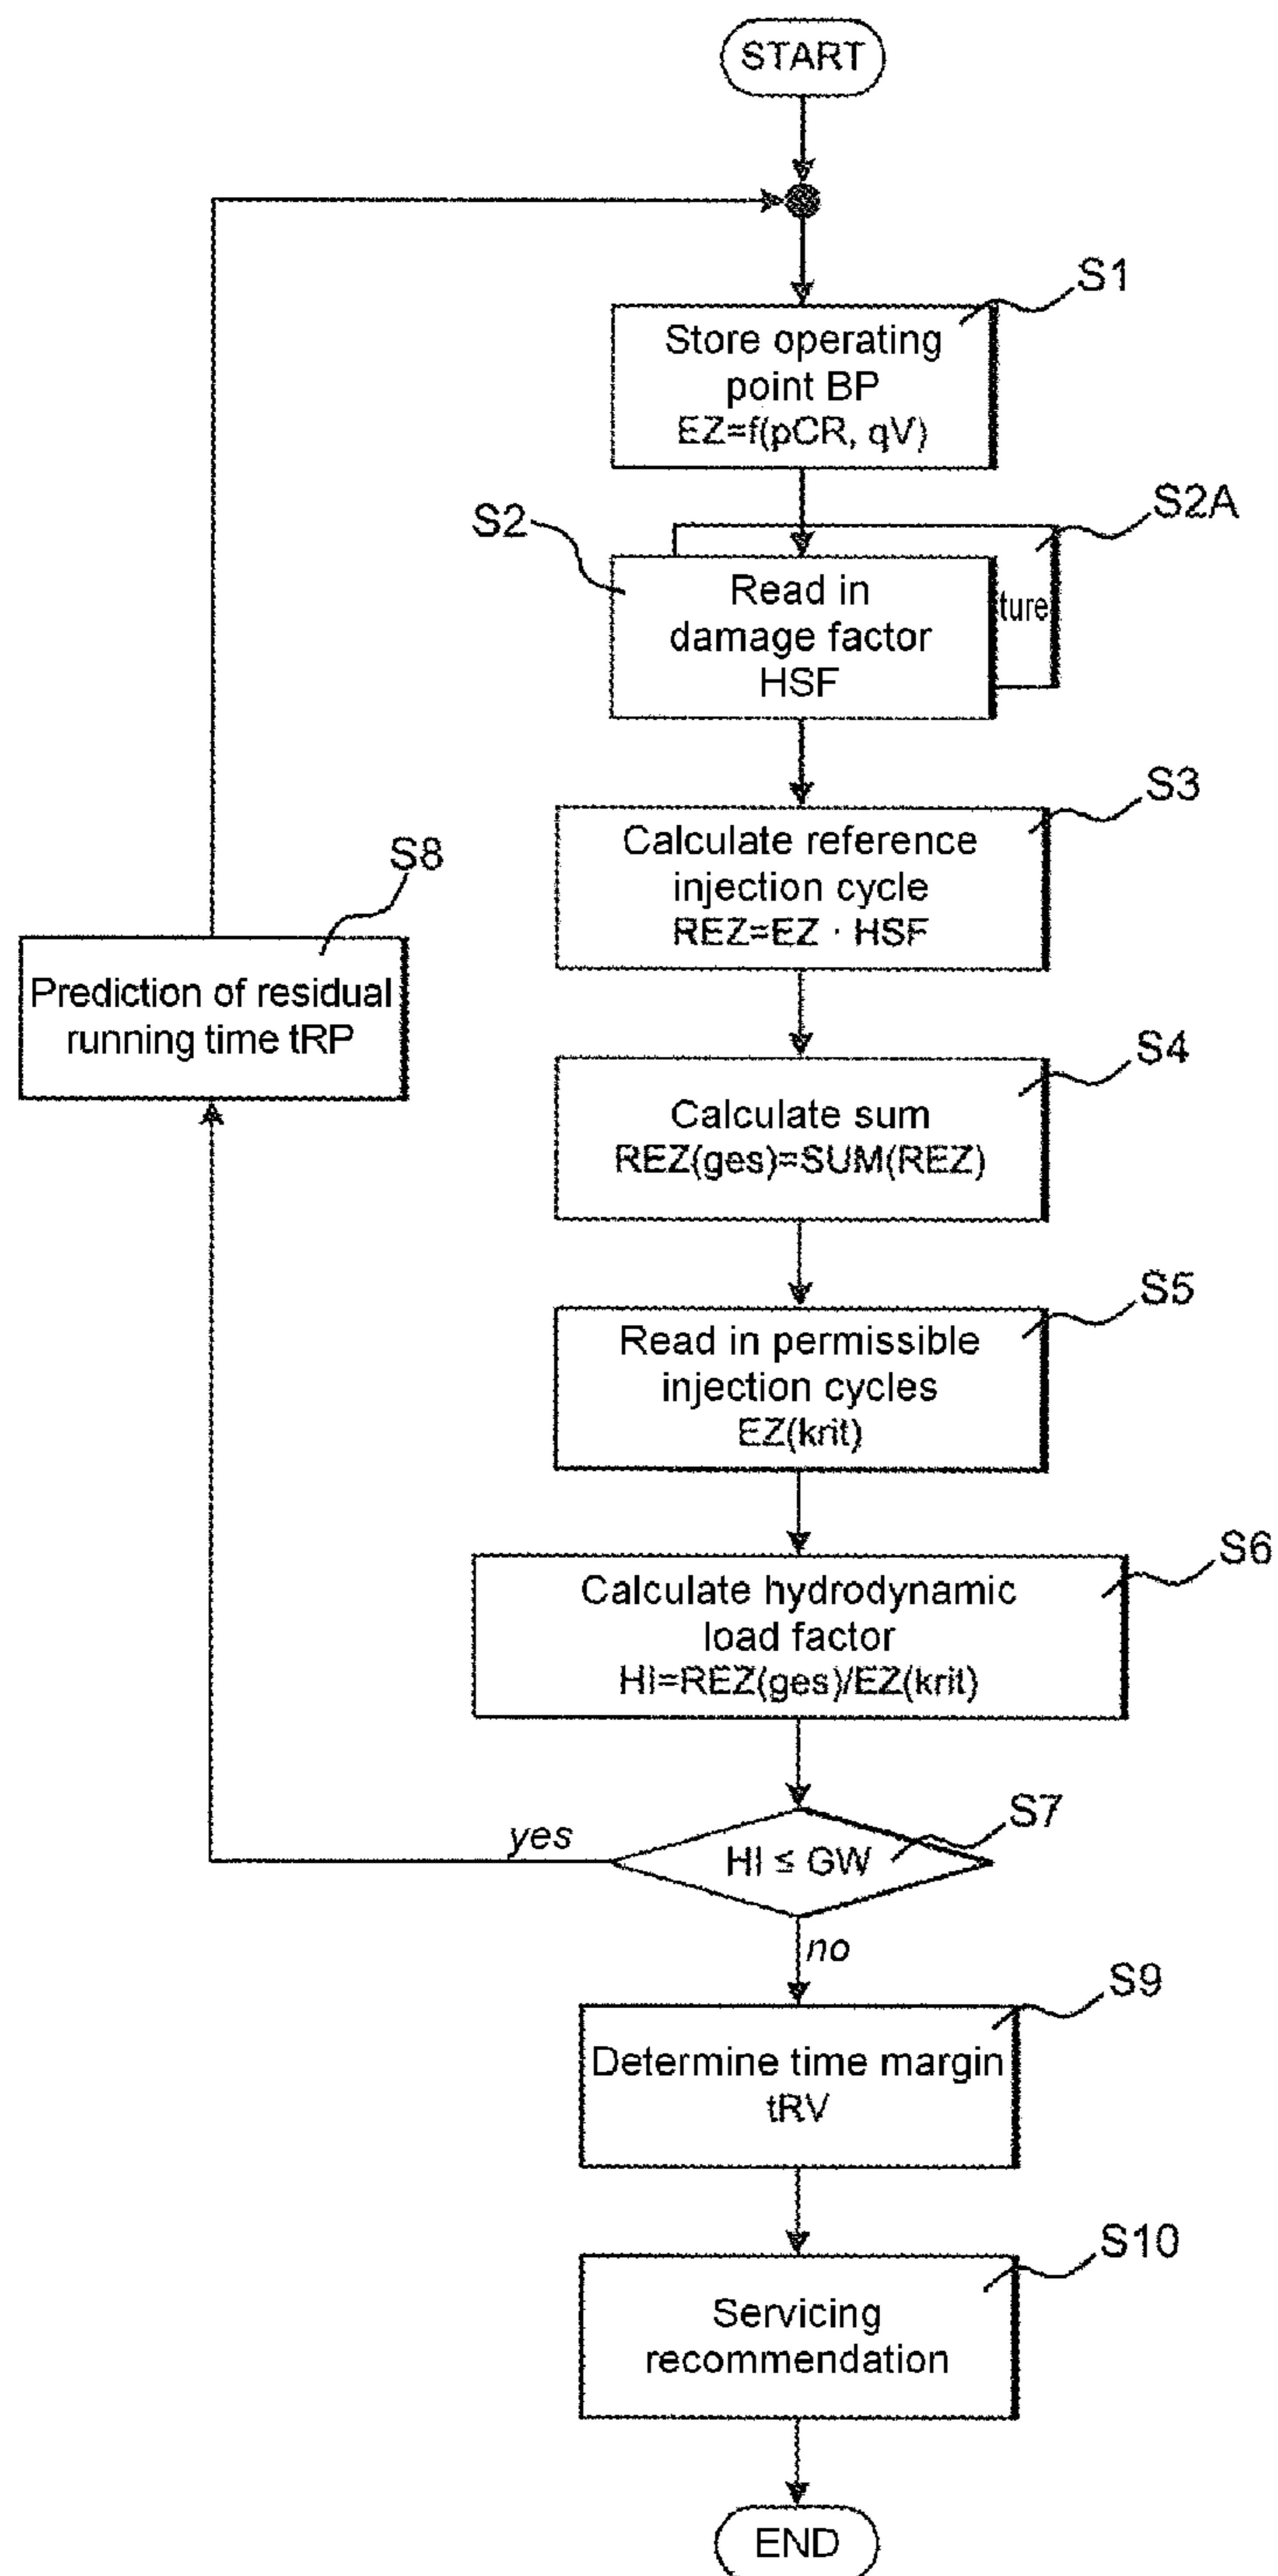 START
S1
Store operating
point BP
EZ=f(pCR, qV)
S2
S2A
Read in
damage factor
HSF
ture
S3
Calculate reference
injection cycle
REZ=EZ · HSF
S8
Prediction of residual
running time tRP
S4
Calculate sum
REZ(ges)=SUM(REZ)
S5
Read in permissible
injection cycles
EZ(krit)
S6
Calculate hydrodynamic
load factor
HI=REZ(ges)/EZ(krit)
S7
yes
HI ≤ GW
no
S9
Determine time margin
tRV
S10
Servicing
recommendation
END